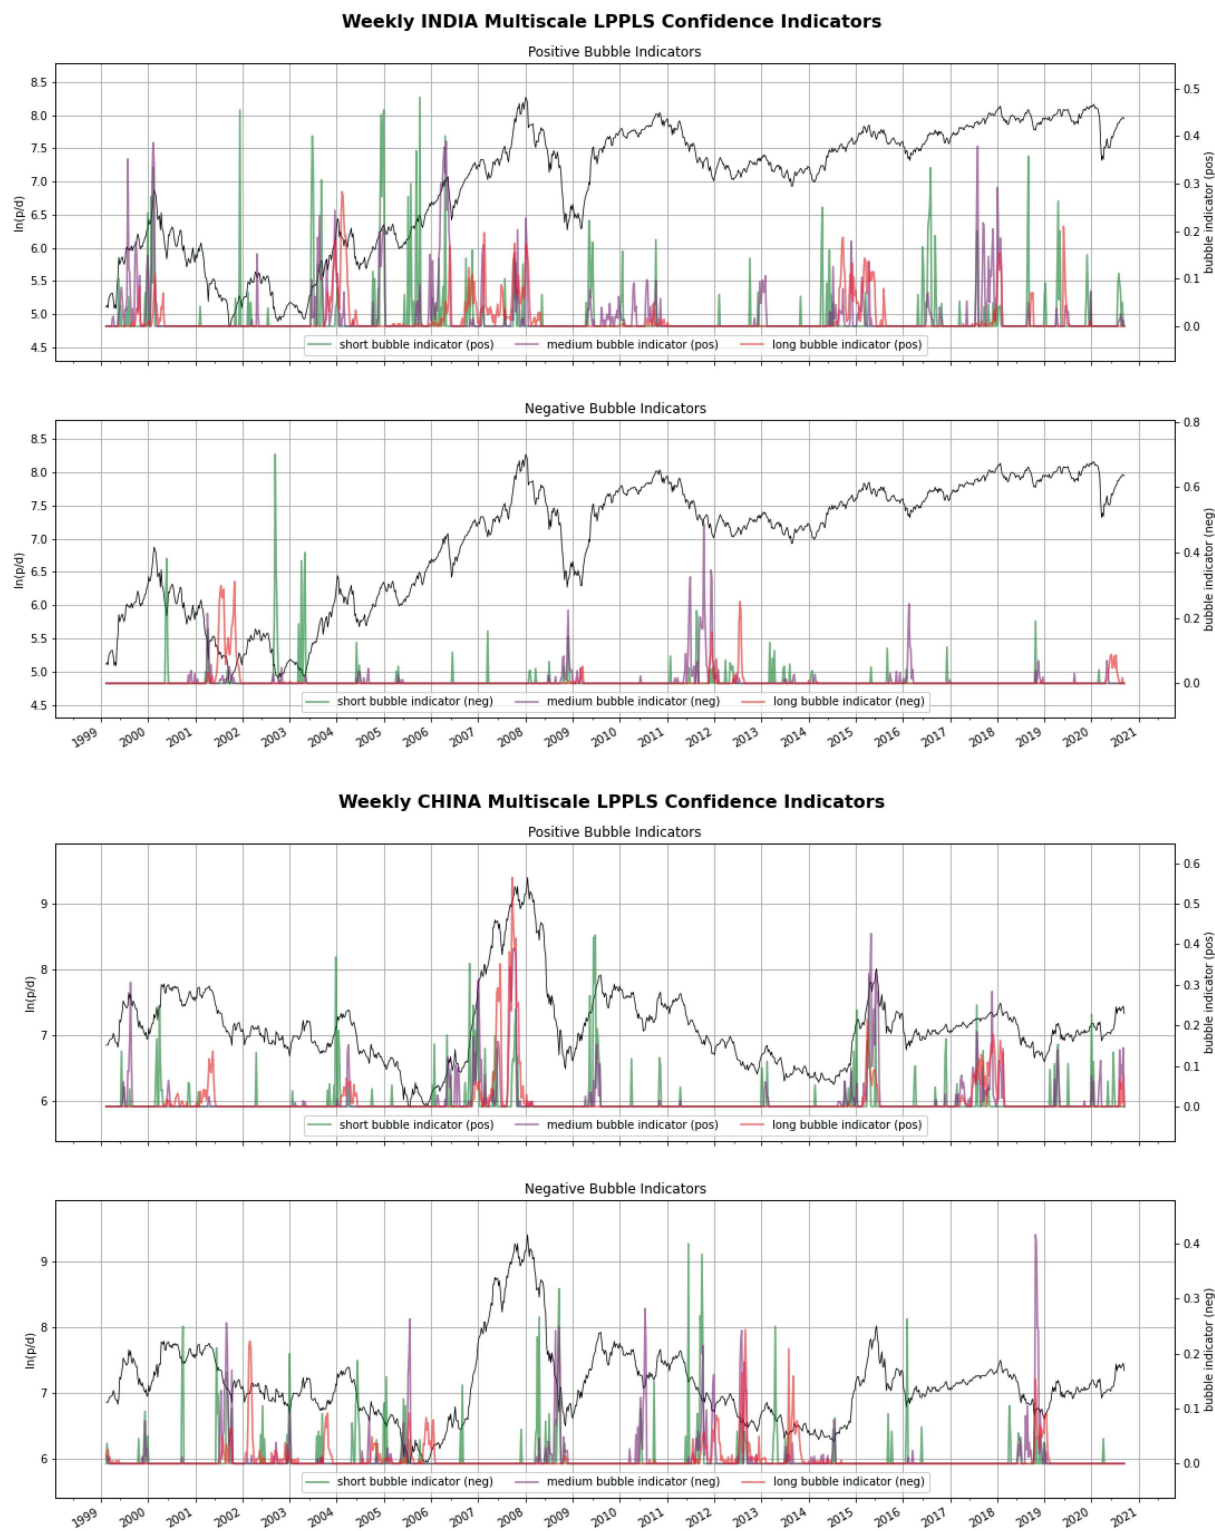 Weekly INDIA Multiscale LPPLS Confidence Indicators
Positive Bubble Indicators
8.5
8.0
7.5
7.0
6.5
6.0
5.5
5.0
4.5
ln(p/d)
0.5
0.4
0.3
0.2
0.1
0.0
bubble indicator (pos)
short bubble indicator (pos) medium bubble indicator (pos) long bubble indicator (pos)
Negative Bubble Indicators
8.5
8.0
7.5
7.0
6.5
6.0
5.5
5.0
4.5
ln(p/d)
0.8
0.6
0.4
0.2
0.0
bubble indicator (neg)
short bubble indicator (neg) medium bubble indicator (neg) long bubble indicator (neg)
1999 2000 2001 2002 2003 2004 2005 2006 2007 2008 2009 2010 2011 2012 2013 2014 2015 2016 2017 2018 2019 2020 2021
Weekly CHINA Multiscale LPPLS Confidence Indicators
Positive Bubble Indicators
9
8
7
6
ln(p/d)
0.6
0.5
0.4
0.3
0.2
0.1
0.0
bubble indicator (pos)
short bubble indicator (pos) medium bubble indicator (pos) long bubble indicator (pos)
Negative Bubble Indicators
9
8
7
6
ln(p/d)
0.4
0.3
0.2
0.1
0.0
bubble indicator (neg)
short bubble indicator (neg) medium bubble indicator (neg) long bubble indicator (neg)
1999 2000 2001 2002 2003 2004 2005 2006 2007 2008 2009 2010 2011 2012 2013 2014 2015 2016 2017 2018 2019 2020 2021